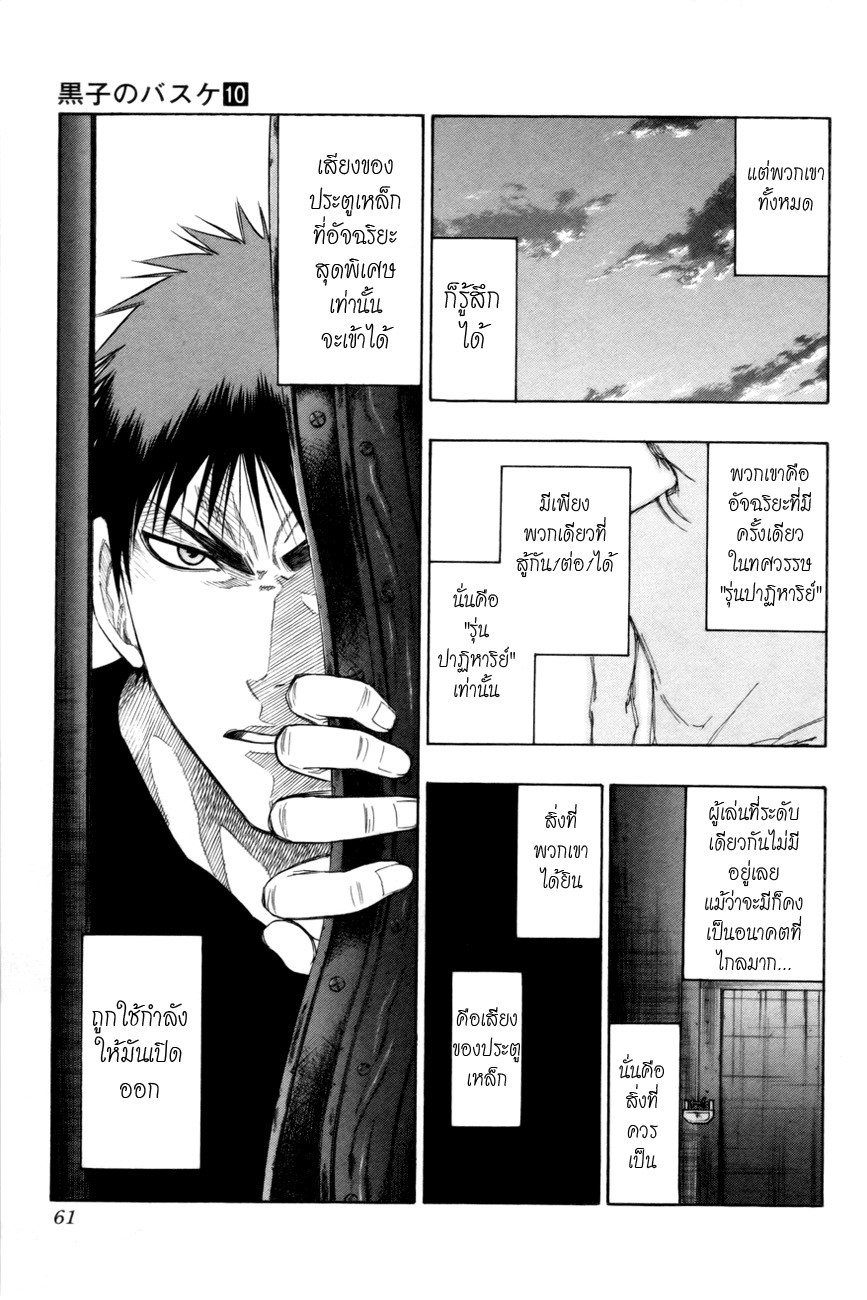 黒子のバスケ10
แต่พวกเขา
ทั้งหมด
ก็รู้สึก
ได้
พวกเขาคือ
อัจฉริยะที่มี
ครั้งเดียว
ในทศวรรษ
"รุ่นปาฏิหาริย์"
มีเพียง
พวกเดียวที่
สู้กัน/ต่อ/ได้
นั่นคือ
"รุ่น
ปาฏิหาริย์"
เท่านั้น
ผู้เล่นที่ระดับ
เดียวกันไม่มี
อยู่เลย
แม้ว่าจะมีก็คง
เป็นอนาคตที่
ไกลมาก...
นั่นคือ
สิ่งที่
ควร
เป็น
สิ่งที่
พวกเขา
ได้ยิน
คือเสียง
ของประตู
เหล็ก
เสียงของ
ประตูเหล็ก
ที่อัจฉริยะ
สุดพิเศษ
เท่านั้น
จะเข้าได้
ถูกใช้กำลัง
ให้มันเปิด
ออก
61